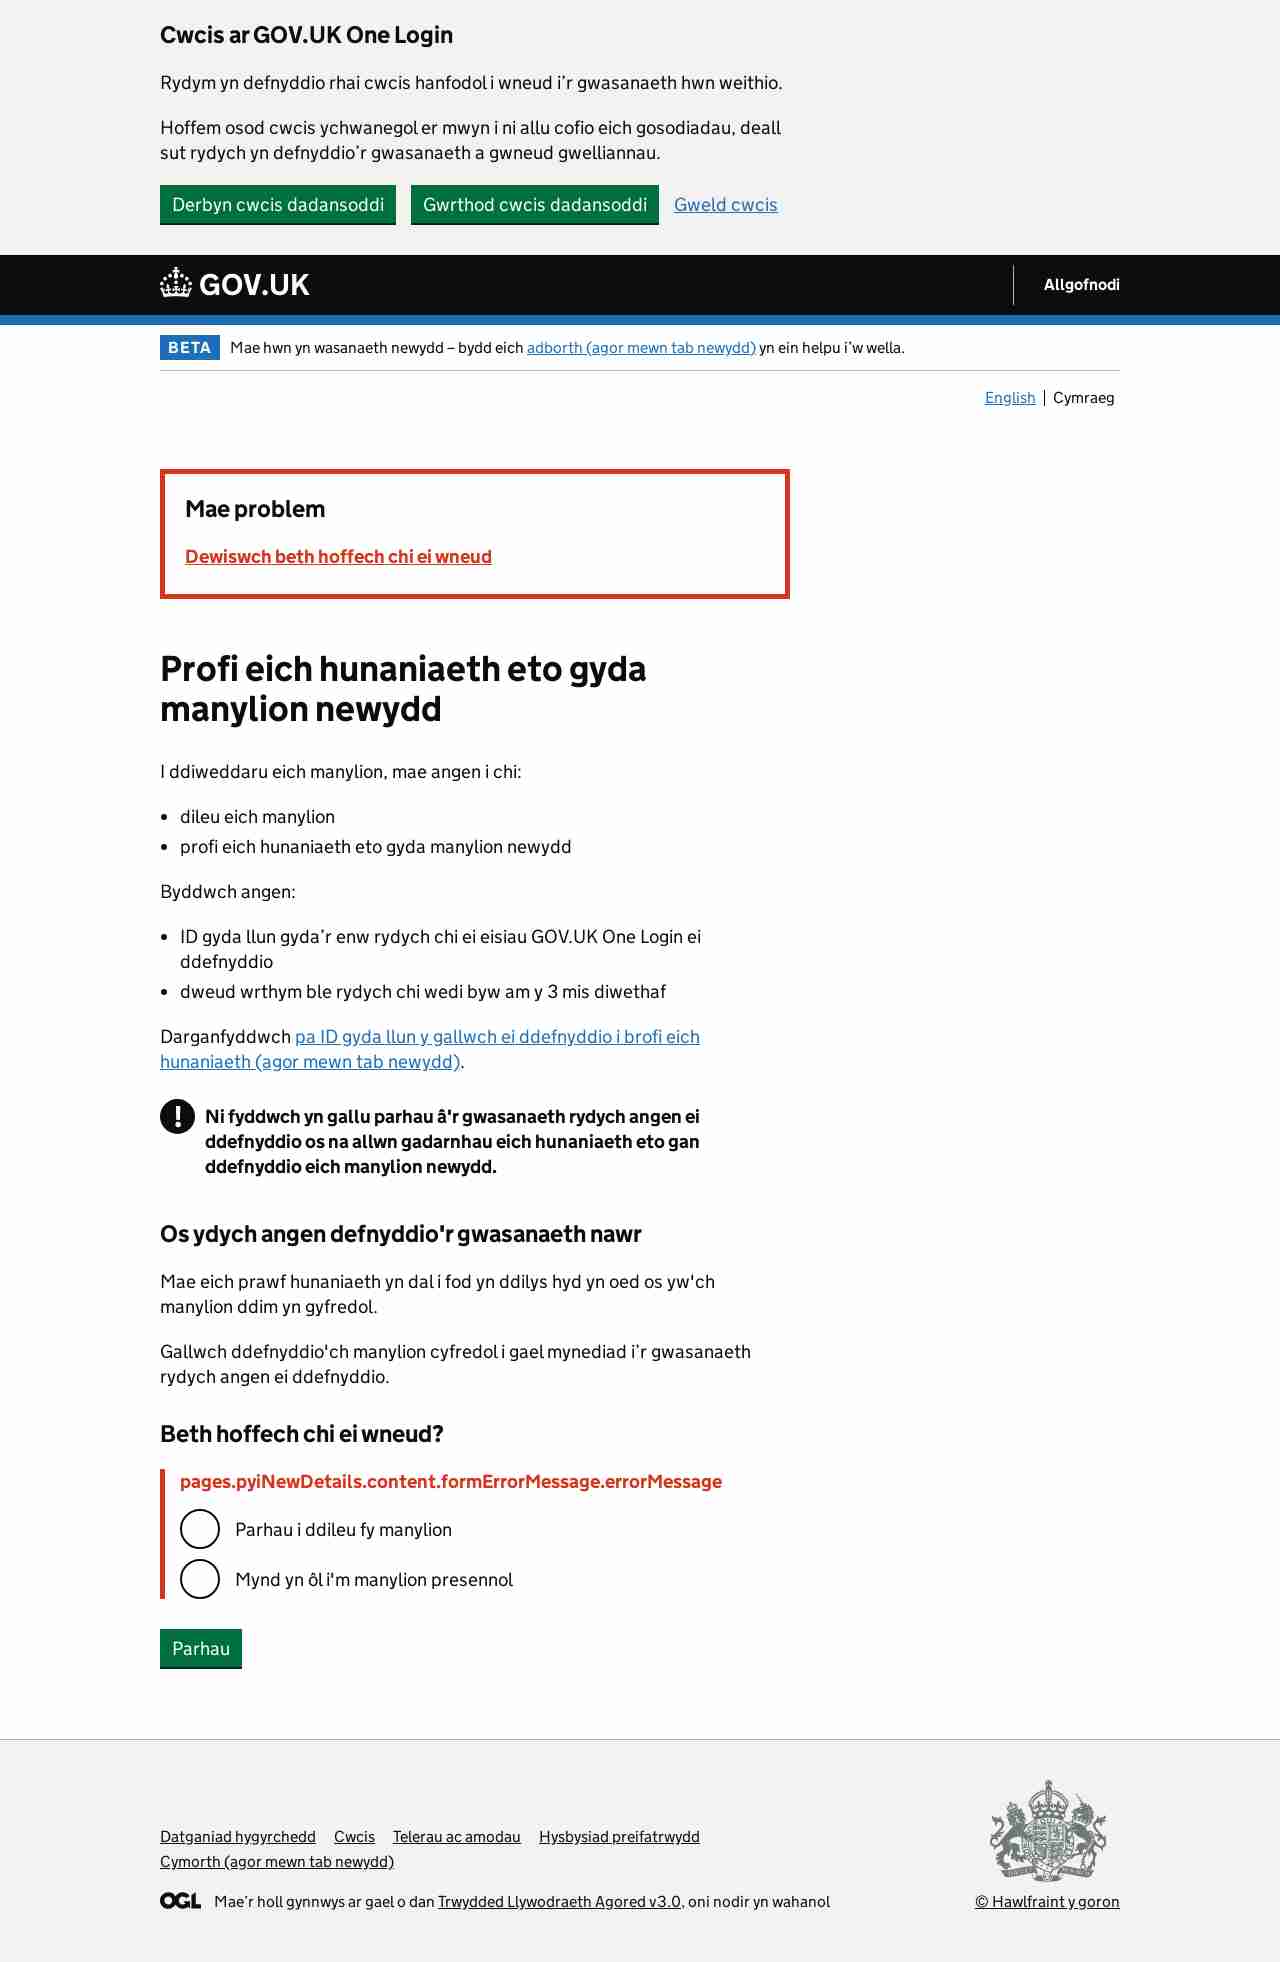 Cwcis ar GOV.UK One Login
Rydym yn defnyddio rhai cwcis hanfodol i wneud i’r gwasanaeth hwn weithio.
Hoffem osod cwcis ychwanegol er mwyn i ni allu cofio eich gosodiadau, deall
sut rydych yn defnyddio’r gwasanaeth a gwneud gwelliannau.
Derbyn cwcis dadansoddi Gwrthod cwcis dadansoddi Gweld cwcis
GOV.UK Allgofnodi
BETA Mae hwn yn wasanaeth newydd – bydd eich adborth (agor mewn tab newydd) yn ein helpu i’w wella.
English Cymraeg
Mae problem
Dewiswch beth hoffech chi ei wneud
Profi eich hunaniaeth eto gyda
manylion newydd
I ddiweddaru eich manylion, mae angen i chi:
• dileu eich manylion
• profi eich hunaniaeth eto gyda manylion newydd
Byddwch angen:
• ID gyda llun gyda’r enw rydych chi ei eisiau GOV.UK One Login ei
ddefnyddio
• dweud wrthym ble rydych chi wedi byw am y 3 mis diwethaf
Darganfyddwch pa ID gyda llun y gallwch ei ddefnyddio i brofi eich
hunaniaeth (agor mewn tab newydd).
! Ni fyddwch yn gallu parhau â'r gwasanaeth rydych angen ei
ddefnyddio os na allwn gadarnhau eich hunaniaeth eto gan
ddefnyddio eich manylion newydd.
Os ydych angen defnyddio'r gwasanaeth nawr
Mae eich prawf hunaniaeth yn dal i fod yn ddilys hyd yn oed os yw'ch
manylion ddim yn gyfredol.
Gallwch ddefnyddio'ch manylion cyfredol i gael mynediad i’r gwasanaeth
rydych angen ei ddefnyddio.
Beth hoffech chi ei wneud?
pages.pyiNewDetails.content.formErrorMessage.errorMessage
Parhau i ddileu fy manylion
Mynd yn ôl i'm manylion presennol
Parhau
Datganiad hygyrchedd Cwcis Telerau ac amodau Hysbysiad preifatrwydd
Cymorth (agor mewn tab newydd)
OGL Mae’r holl gynnwys ar gael o dan Trwydded Llywodraeth Agored v3.0, oni nodir yn wahanol
© Hawlfraint y goron